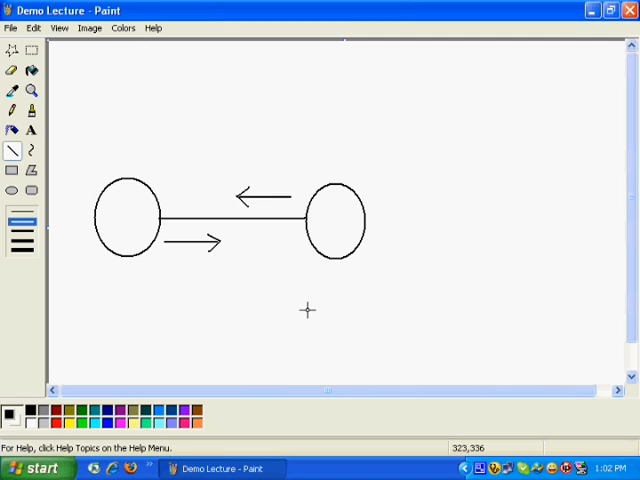 Demo Lecture - Paint
File Edit View Image Colors Help
A
For Help, click Help Topics on the Help Menu.
323,336
start
Demo Lecture - Paint
1:02 PM